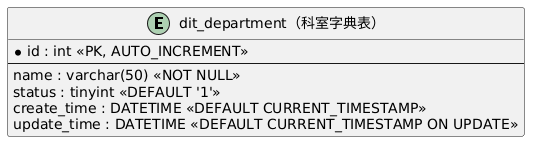 E dit_department（科室字典表）
id : int «PK, AUTO_INCREMENT»
name : varchar(50) «NOT NULL»
status : tinyint «DEFAULT '1'»
create_time : DATETIME «DEFAULT CURRENT_TIMESTAMP»
update_time : DATETIME «DEFAULT CURRENT_TIMESTAMP ON UPDATE»